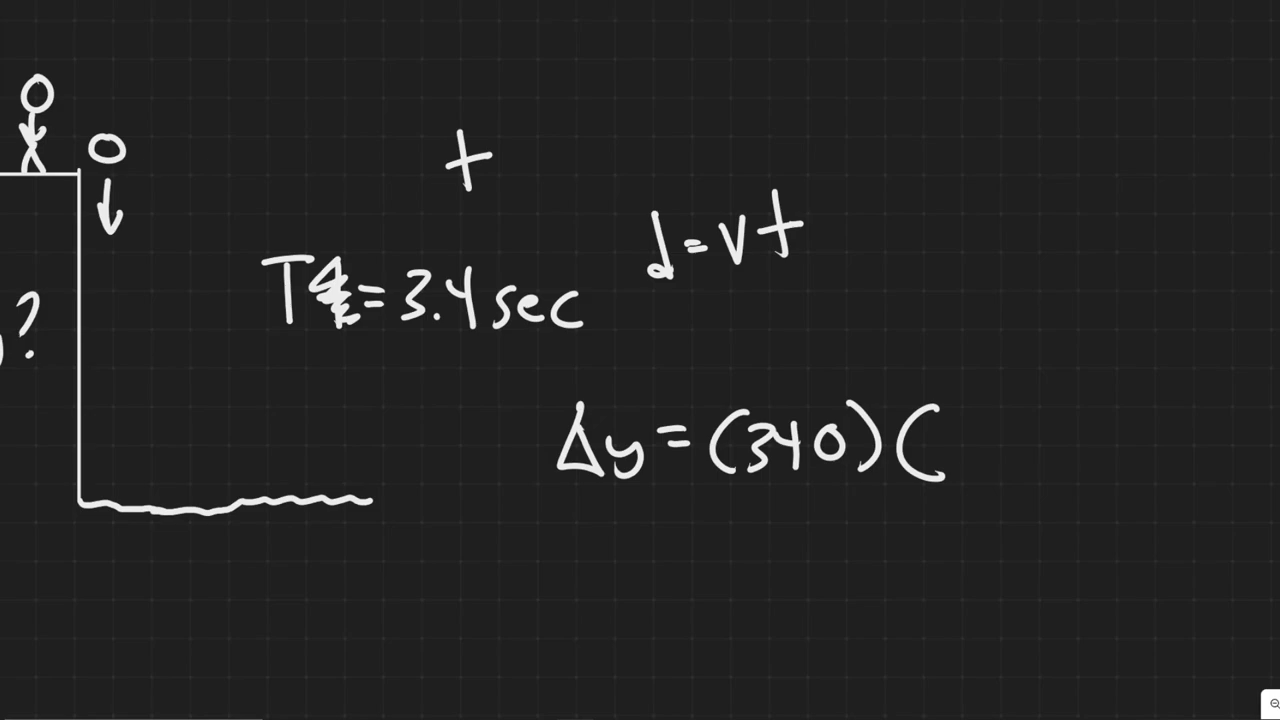 t
d = vt
T = 3.4 sec
?
Δy = (340)(